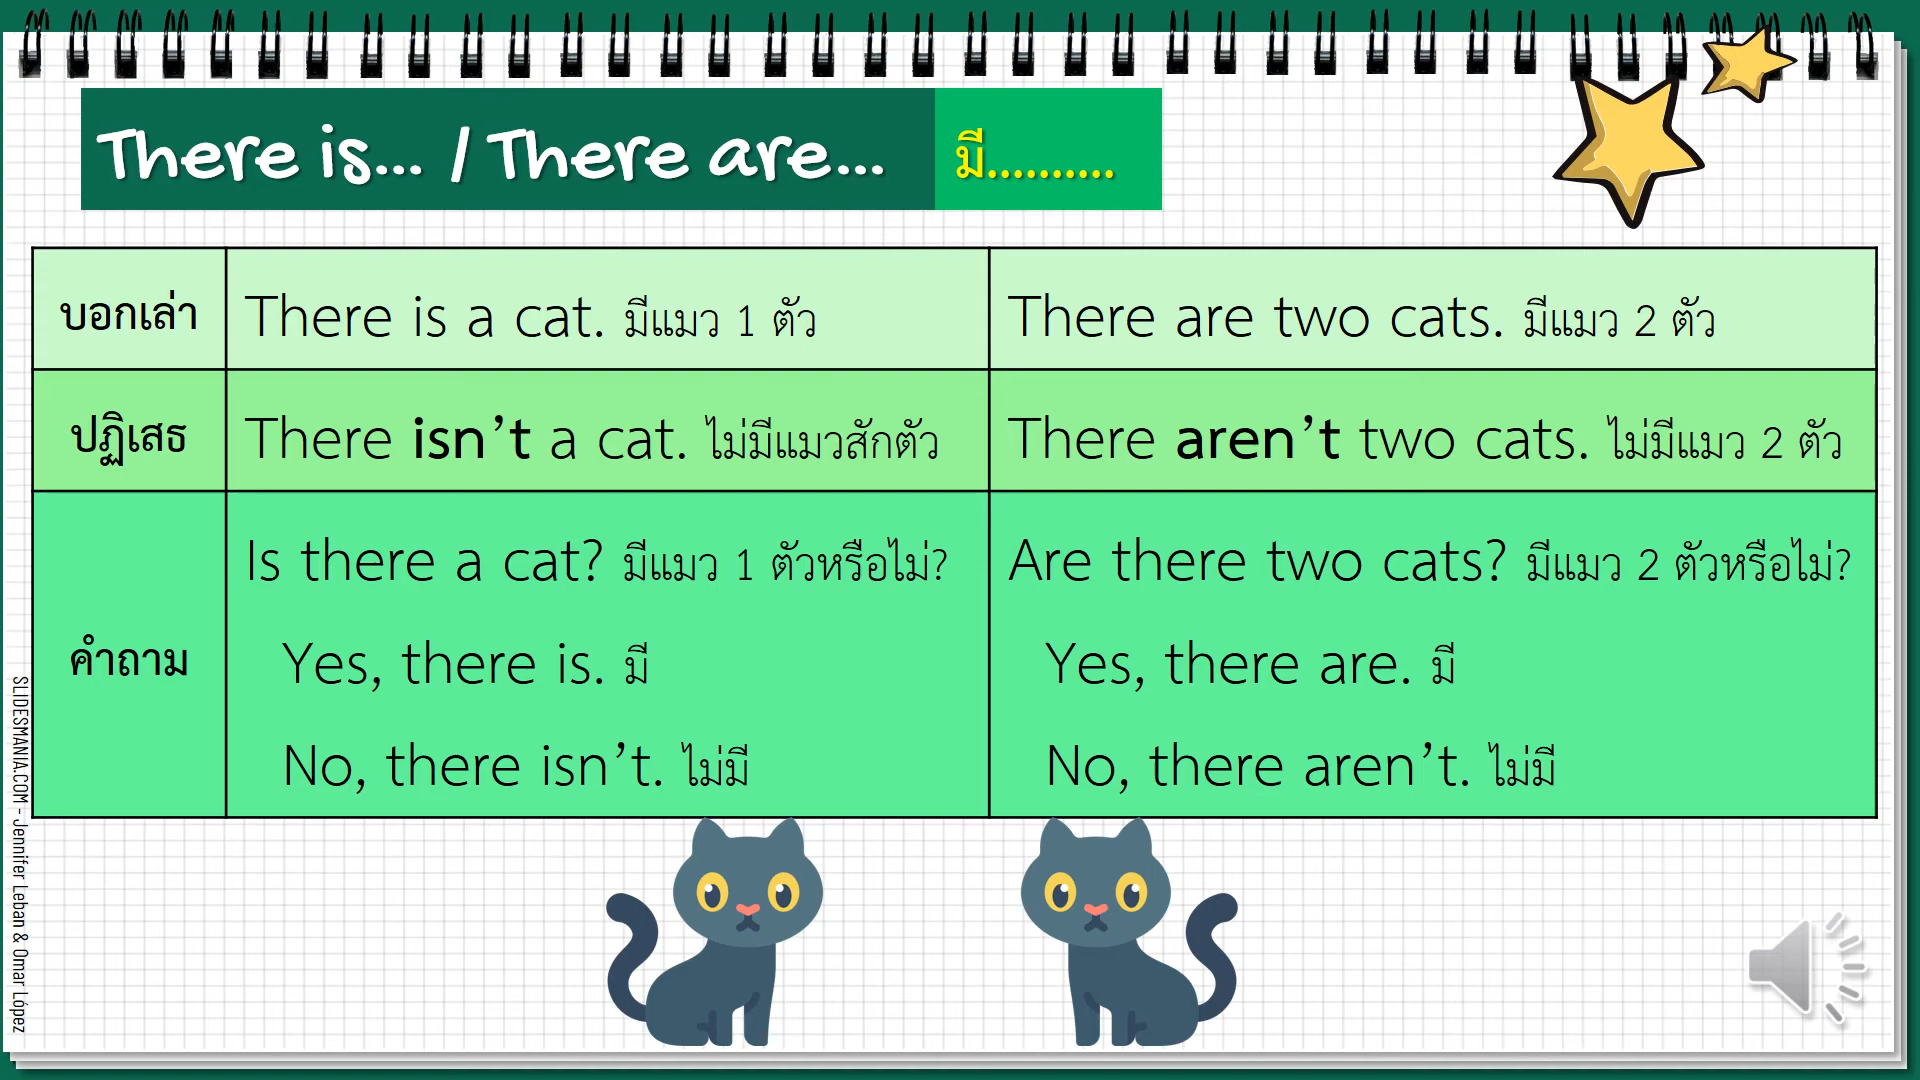 There is... / There are... มี..........
บอกเล่า
There is a cat. มีแมว 1 ตัว
There are two cats. มีแมว 2 ตัว
ปฏิเสธ
There isn’t a cat. ไม่มีแมวสักตัว
There aren’t two cats. ไม่มีแมว 2 ตัว
คำถาม
Is there a cat? มีแมว 1 ตัวหรือไม่?
Yes, there is. มี
No, there isn’t. ไม่มี
Are there two cats? มีแมว 2 ตัวหรือไม่?
Yes, there are. มี
No, there aren’t. ไม่มี
SLIDESMANIA.COM - Jennifer Leban & Omar López